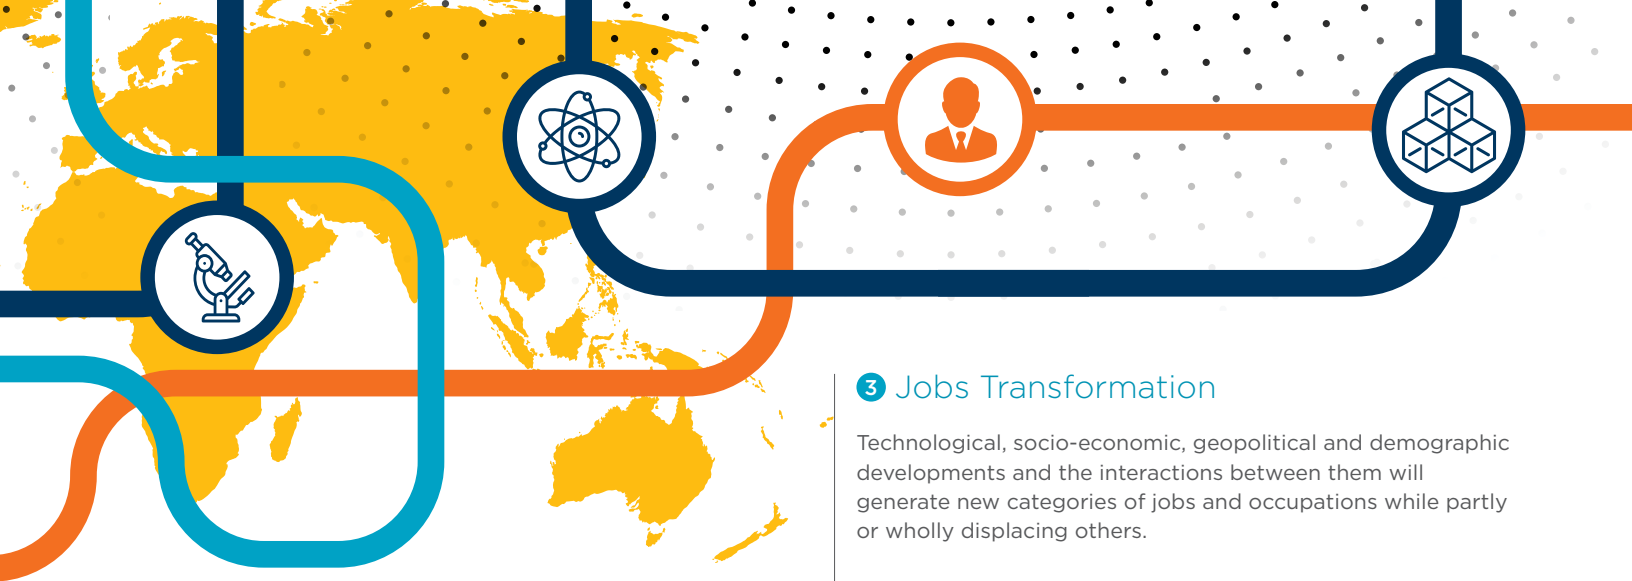 3 Jobs Transformation
Technological, socio-economic, geopolitical and demographic
developments and the interactions between them will
generate new categories of jobs and occupations while partly
or wholly displacing others.